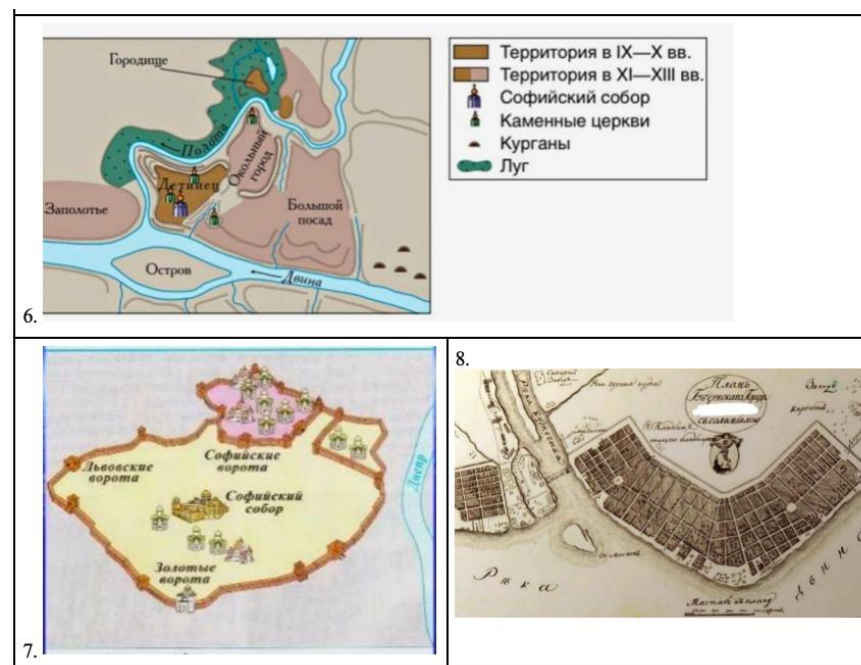 Городище
Полота
Детинец
Окольный
город
Заполотье
Большой
посад
Остров
Двина
Территория в IX—X вв.
Территория в XI—XIII вв.
Софийский собор
Каменные церкви
Курганы
Луг
6.
Львовские
ворота
Софийские
ворота
Софийский
собор
Золотые
ворота
Днепр
7.
8.
Планъ
Рѣка